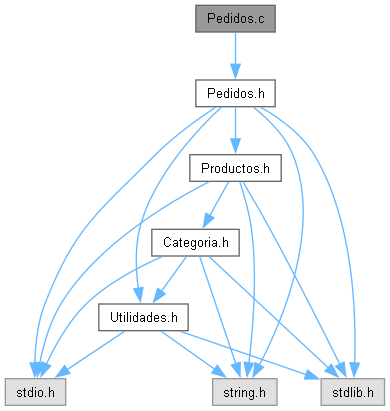 Pedidos.c
Pedidos.h
Productos.h
Categoria.h
Utilidades.h
stdio.h
string.h
stdlib.h